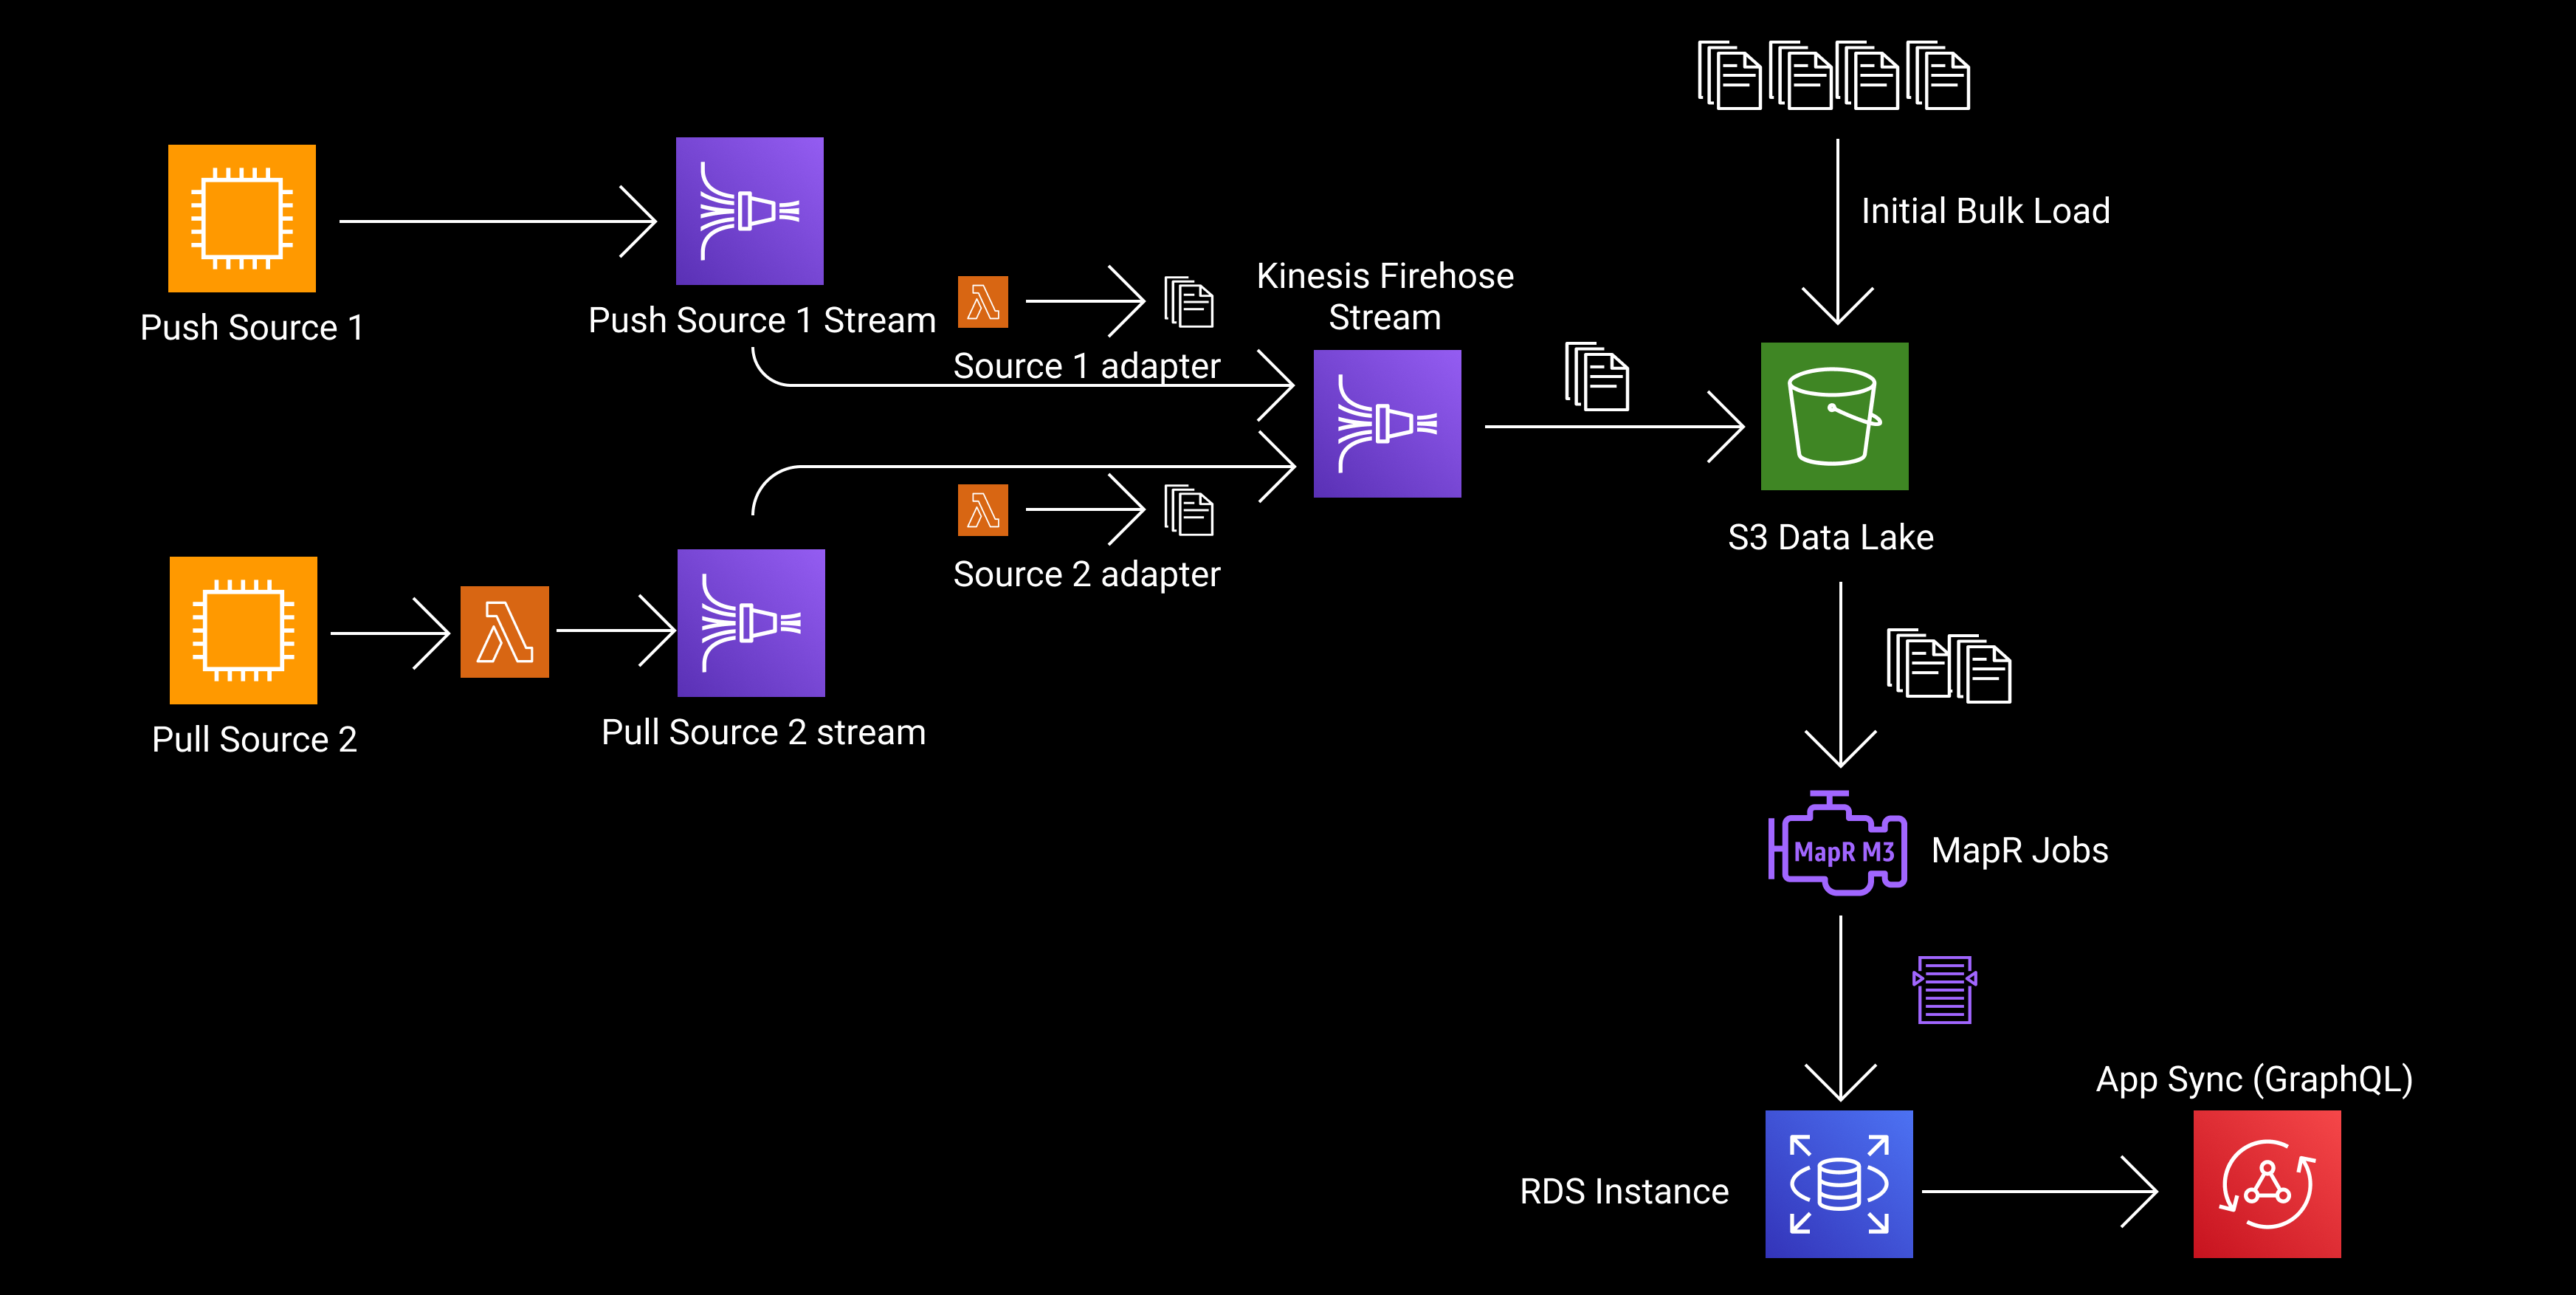 Initial Bulk Load
Push Source 1
Push Source 1 Stream
Source 1 adapter
Kinesis Firehose
Stream
S3 Data Lake
Source 2 adapter
Pull Source 2
Pull Source 2 stream
MapR M3
MapR Jobs
App Sync (GraphQL)
RDS Instance